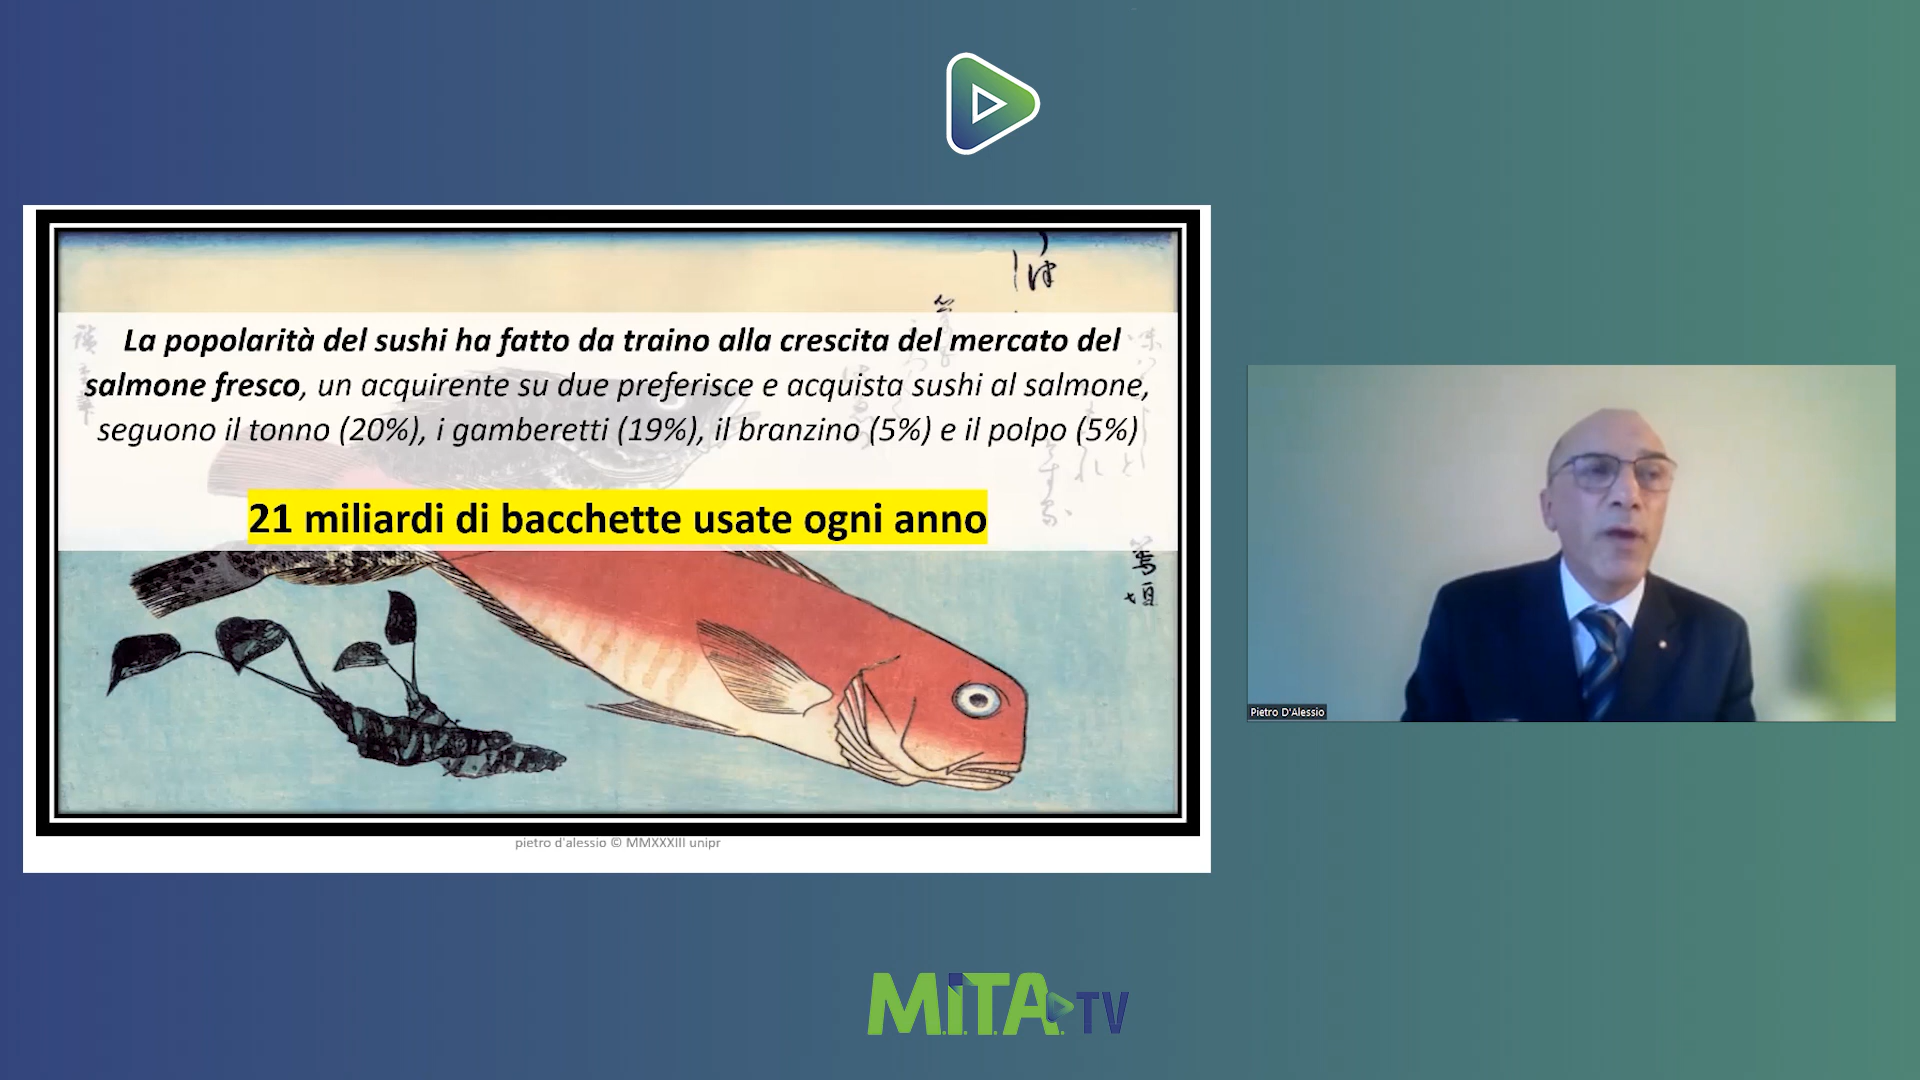 La popolarità del sushi ha fatto da traino alla crescita del mercato del
salmone fresco, un acquirente su due preferisce e acquista sushi al salmone,
seguono il tonno (20%), i gamberetti (19%), il branzino (5%) e il polpo (5%)
21 miliardi di bacchette usate ogni anno
pietro d'alessio © MMXXXIII unipr
Pietro D'Alessio
M.I.T.A. TV